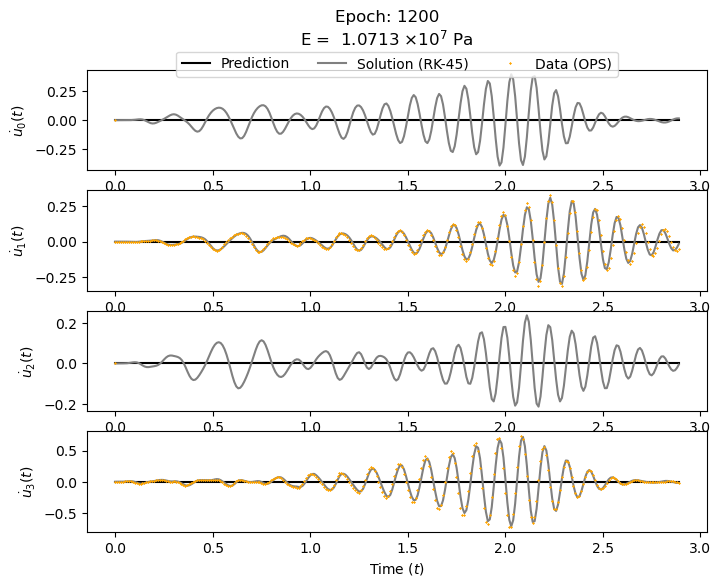 Epoch: 1200
E = 1.0713 ×10⁷ Pa
Prediction Solution (RK-45) Data (OPS)
0.25
0.00
−0.25
u̇₀(t)
0.0 0.5 1.0 1.5 2.0 2.5 3.0
0.25
0.00
−0.25
u̇₁(t)
0.0 0.5 1.0 1.5 2.0 2.5 3.0
0.2
0.0
−0.2
u̇₂(t)
0.0 0.5 1.0 1.5 2.0 2.5 3.0
0.5
0.0
−0.5
u̇₃(t)
0.0 0.5 1.0 1.5 2.0 2.5 3.0
Time (t)